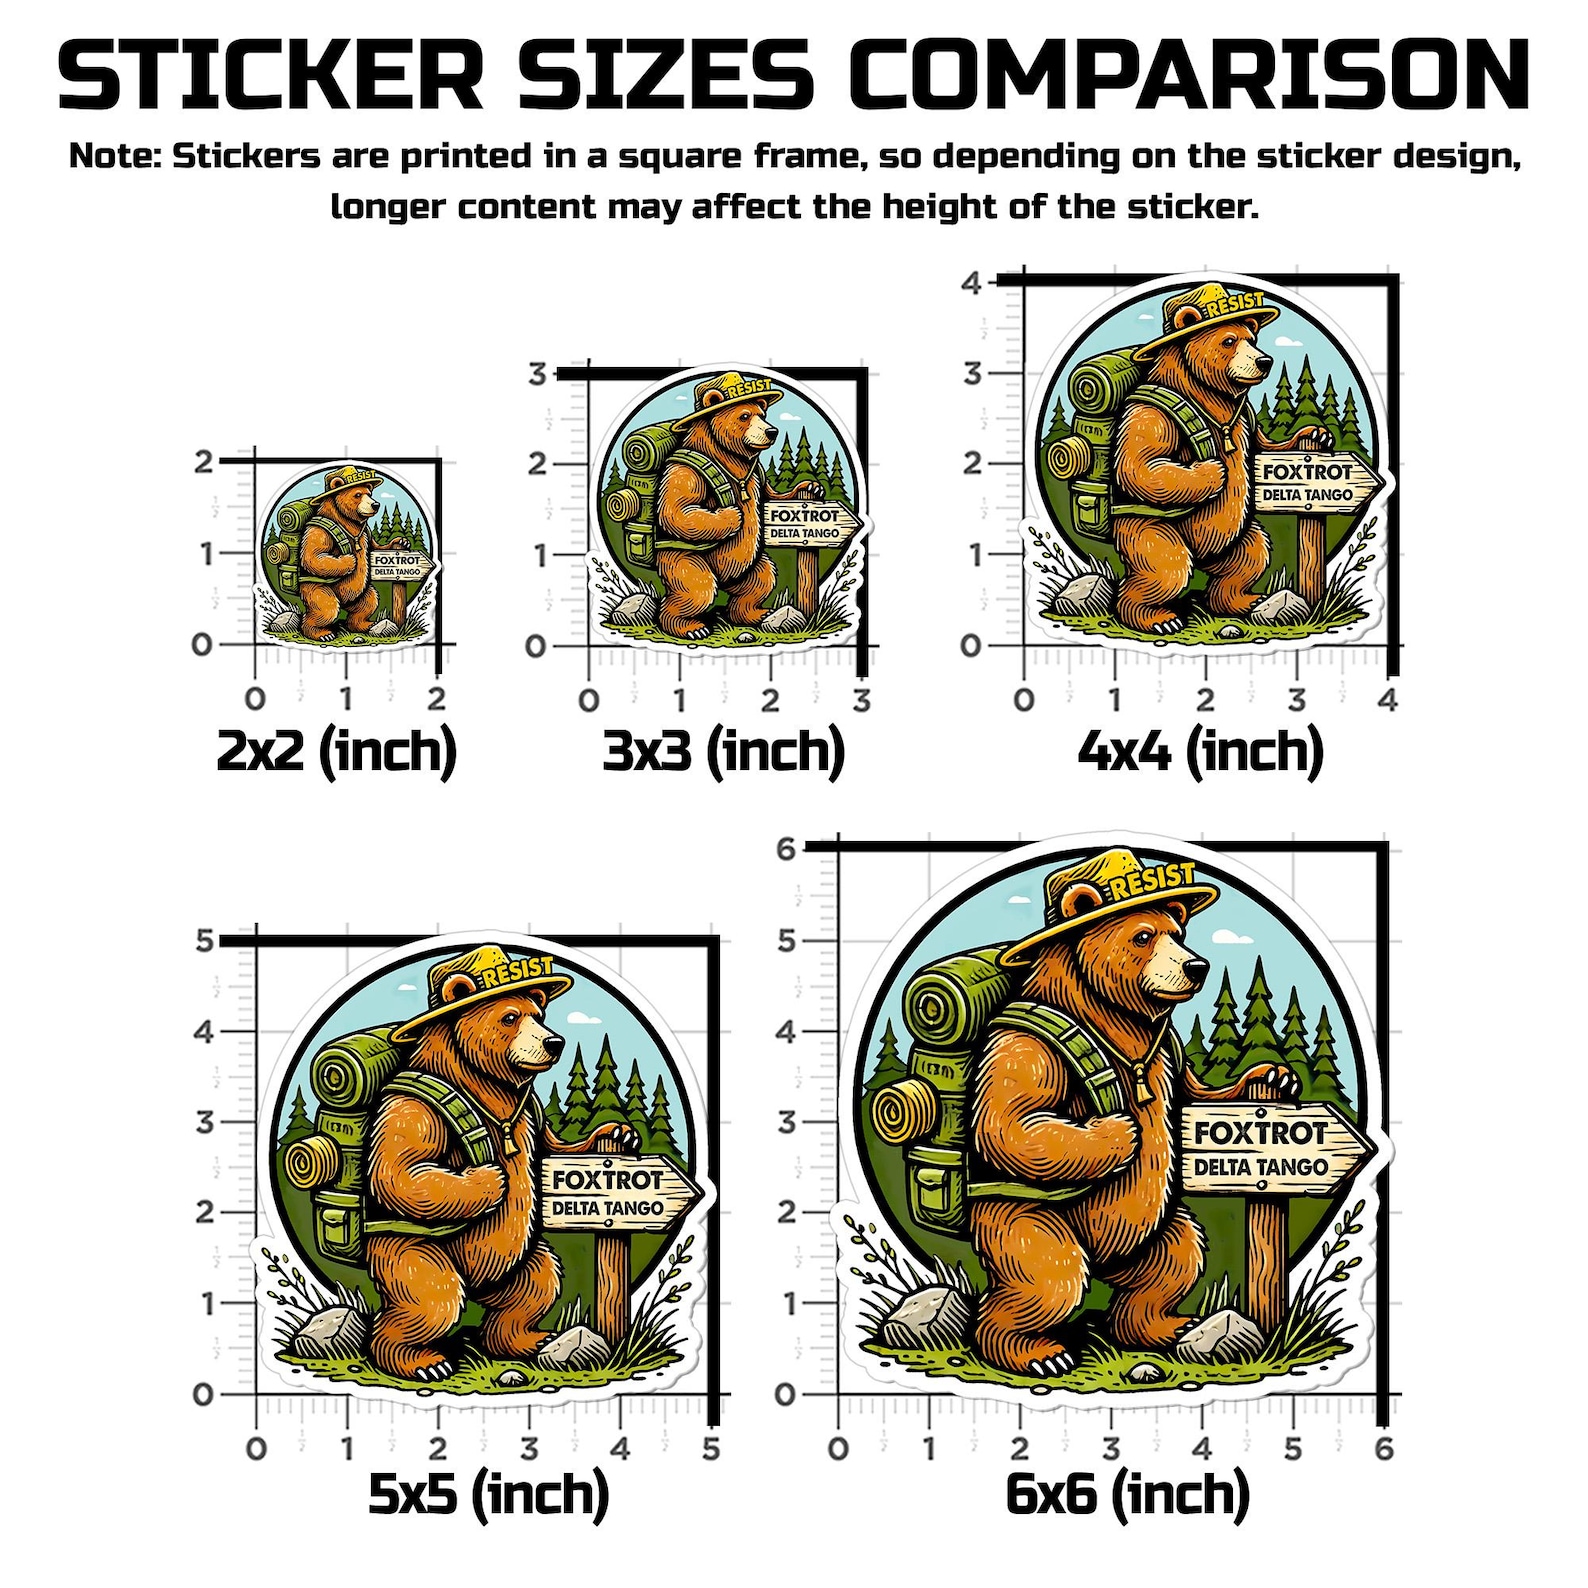 STICKER SIZES COMPARISON
Note: Stickers are printed in a square frame, so depending on the sticker design,
longer content may affect the height of the sticker.
2
1
0
RESIST
FOXTROT
DELTA TANGO
0 1 2
2x2 (inch)
3
2
1
0
RESIST
FOXTROT
DELTA TANGO
0 1 2 3
3x3 (inch)
4
3
2
1
0
RESIST
FOXTROT
DELTA TANGO
0 1 2 3 4
4x4 (inch)
5
4
3
2
1
0
RESIST
FOXTROT
DELTA TANGO
0 1 2 3 4 5
5x5 (inch)
6
5
4
3
2
1
0
RESIST
FOXTROT
DELTA TANGO
0 1 2 3 4 5 6
6x6 (inch)